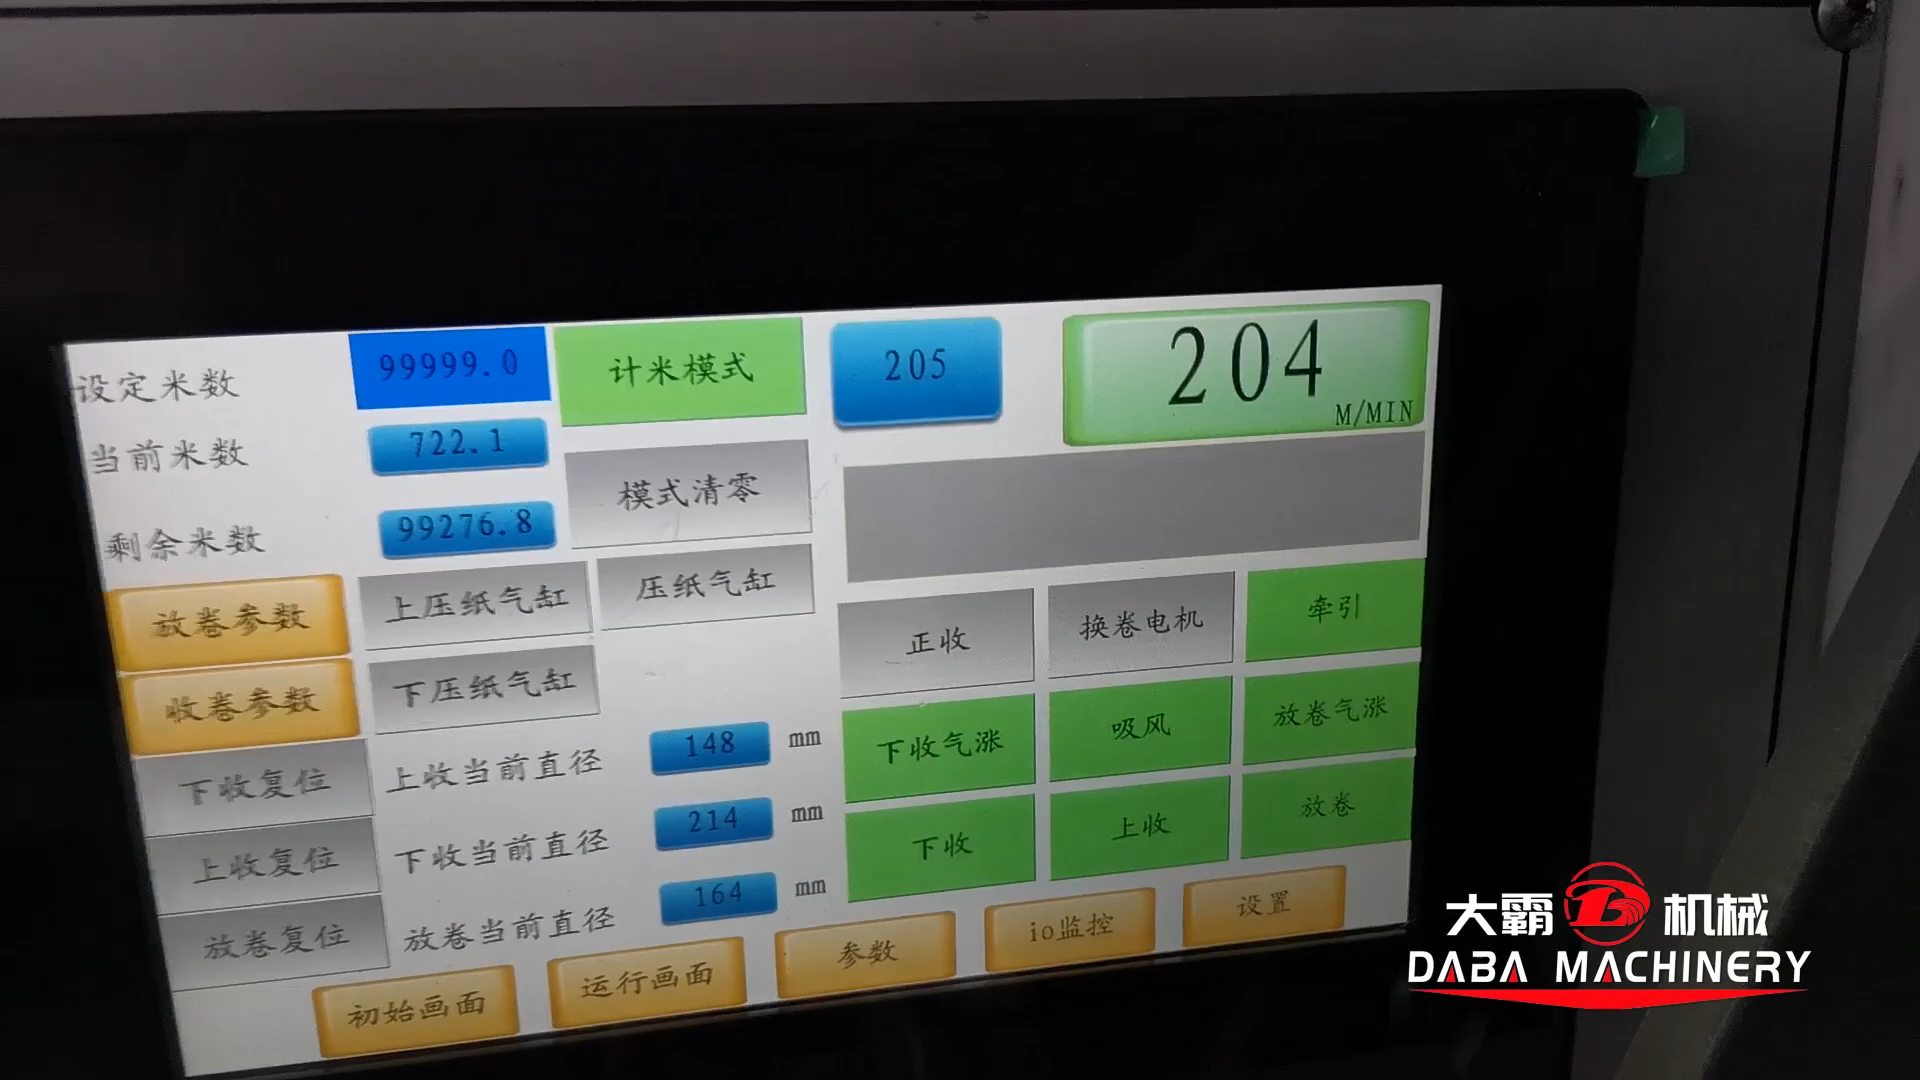 设定米数 99999.0 计米模式 205 204 M/MIN
当前米数 722.1 模式清零
剩余米数 99276.8
放卷参数 上压纸气缸 压纸气缸 正收 换卷电机 牵引
收卷参数 下压纸气缸 下收气涨 吸风 放卷气涨
下收复位 上收当前直径 148 mm
上收复位 下收当前直径 214 mm 下收 上收 放卷
放卷复位 放卷当前直径 164 mm
初始画面 运行画面 参数 io监控 设置
大霸 机械
DABA MACHINERY